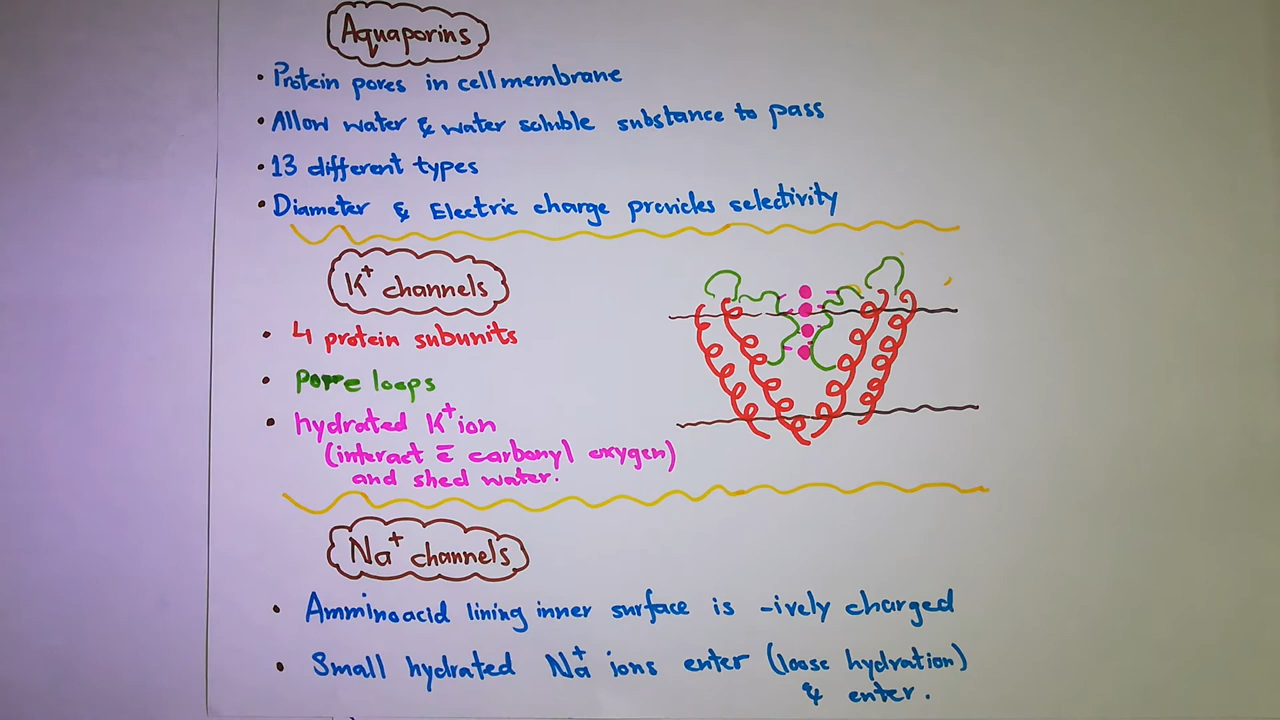 Aquaporins
• Protein pores in cell membrane
• Allow water & water soluble substance to pass
• 13 different types
• Diameter & Electric charge provides selectivity
K+ channels
• 4 protein subunits
• Pore loops
• hydrated K+ ion
(interact c̄ carbonyl oxygen)
and shed water.
Na+ channels
• Amminoacid lining inner surface is -ively charged
• Small hydrated Na+ ions enter (loose hydration)
& enter.